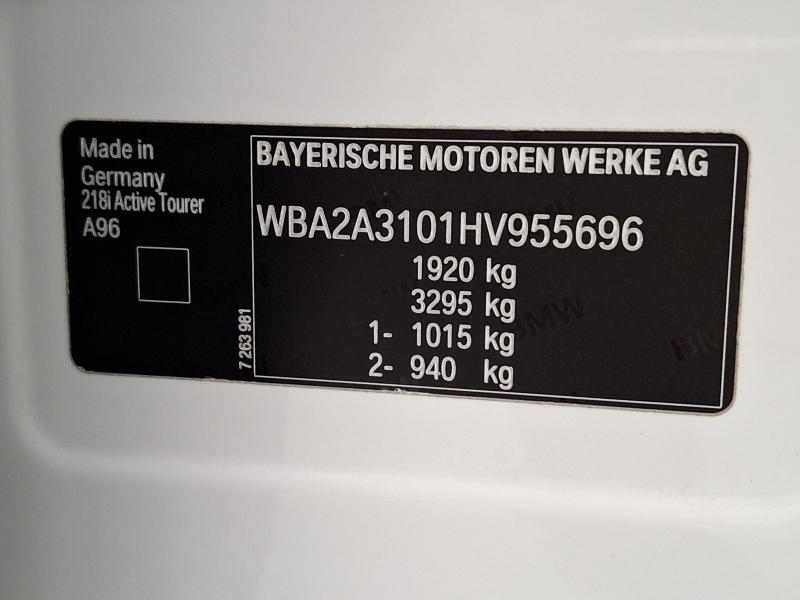 Made in
Germany
218i Active Tourer
A96
7 263 981
BAYERISCHE MOTOREN WERKE AG
WBA2A3101HV955696
1920 kg
3295 kg
1- 1015 kg
2- 940 kg
BMW